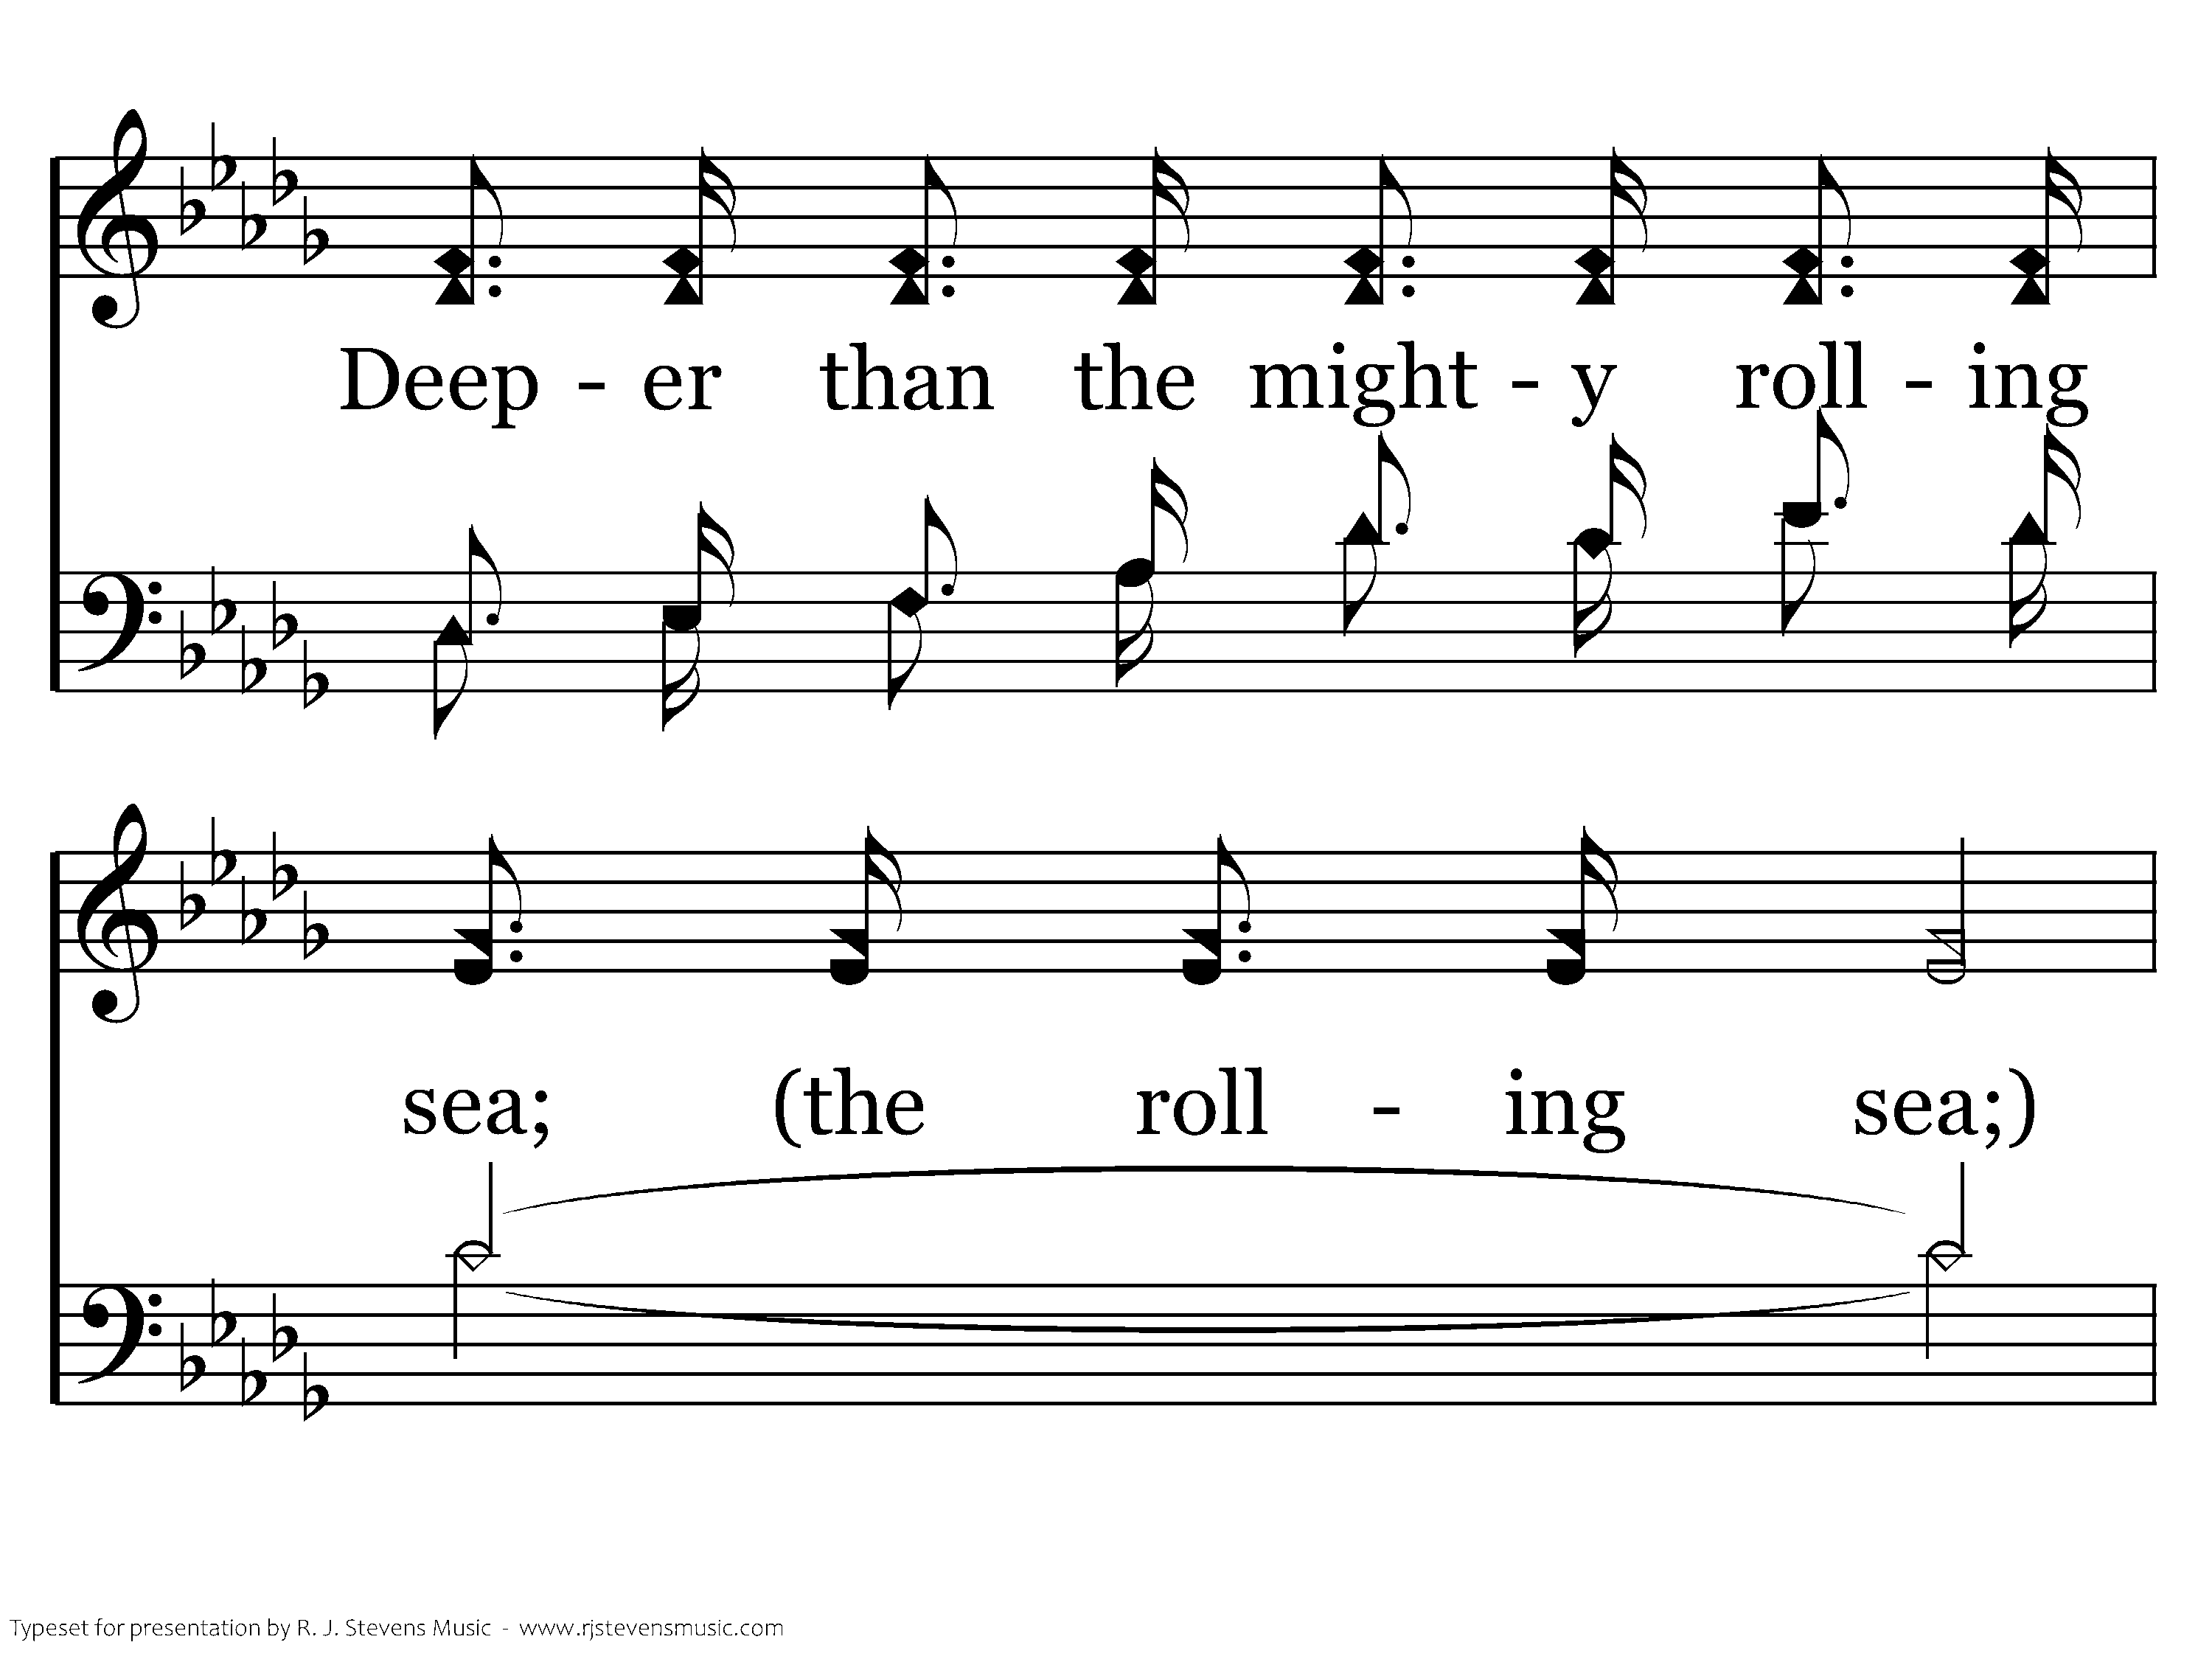 Deep - er than the might - y roll - ing
sea; (the roll - ing sea;)
Typeset for presentation by R. J. Stevens Music - www.rjstevensmusic.com